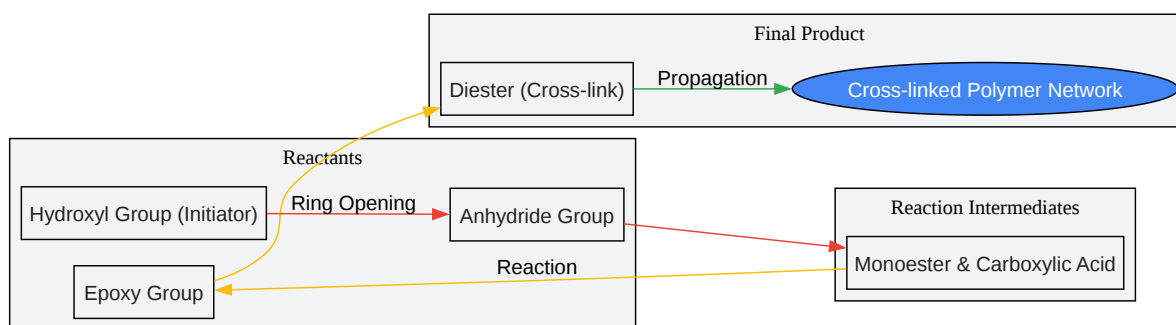 Final Product
Diester (Cross-link)
Propagation
Cross-linked Polymer Network
Reactants
Hydroxyl Group (Initiator)
Ring Opening
Anhydride Group
Reaction Intermediates
Monoester & Carboxylic Acid
Reaction
Epoxy Group